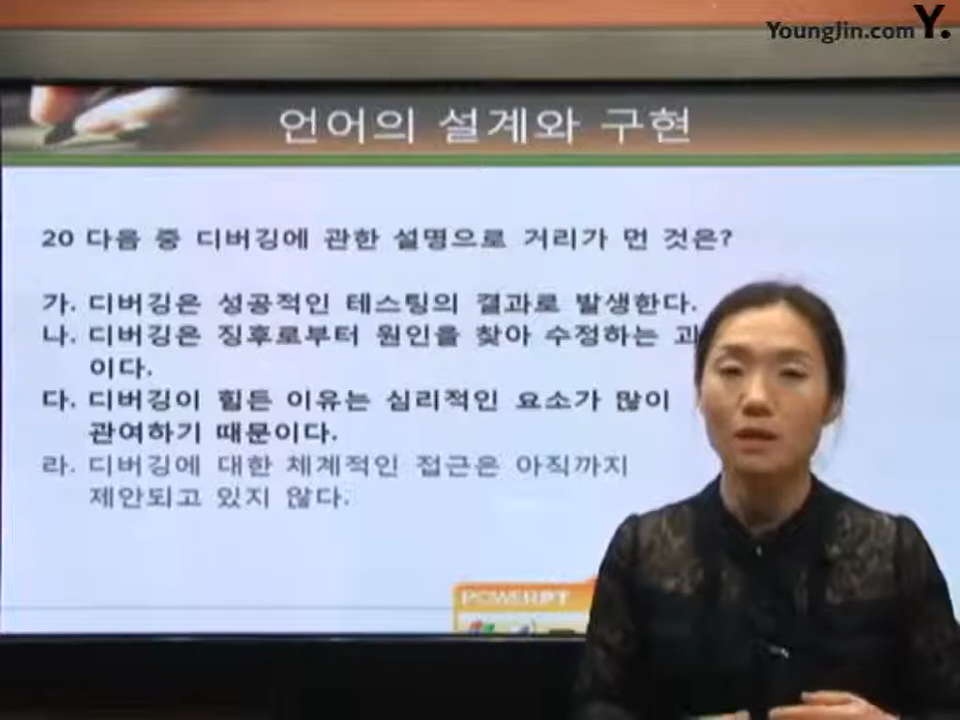 YoungJin.com Y.
언어의 설계와 구현
20 다음 중 디버깅에 관한 설명으로 거리가 먼 것은?
가. 디버깅은 성공적인 테스팅의 결과로 발생한다.
나. 디버깅은 징후로부터 원인을 찾아 수정하는
이다.
다. 디버깅이 힘든 이유는 심리적인 요소가 많이
관여하기 때문이다.
라. 디버깅에 대한 체계적인 접근은 아직까지
제안되고 있지 않다.
POWERPT